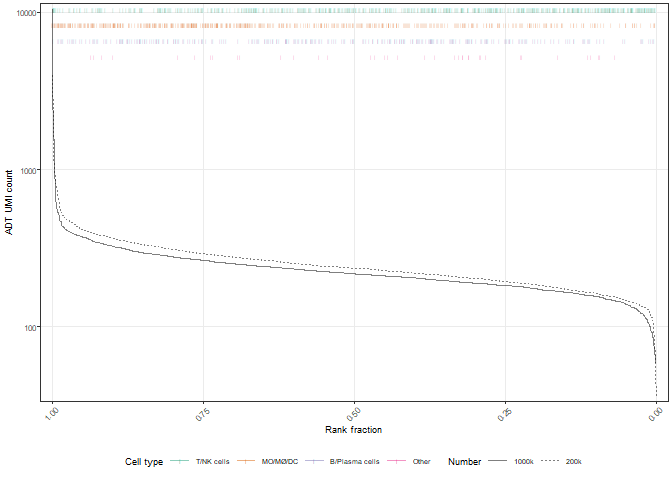 10000
1000
100
ADT UMI count
1.00
0.75
0.50
0.25
0.00
Rank fraction
Cell type T/NK cells MO/MØ/DC B/Plasma cells Other Number 1000k 200k